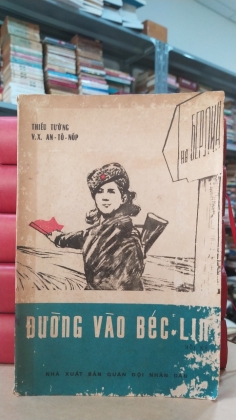 THIẾU TƯỚNG
V.X. AN-TÔ-NỐP
ĐƯỜNG VÀO BÉC-LIN
NHÀ XUẤT BẢN QUÂN ĐỘI NHÂN DÂN